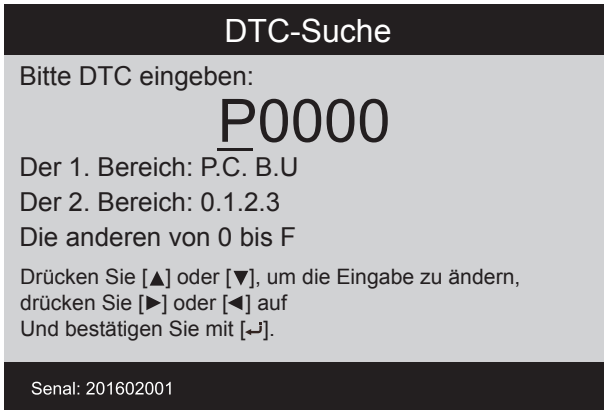 DTC-Suche
Bitte DTC eingeben:
P0000
Der 1. Bereich: P.C. B.U
Der 2. Bereich: 0.1.2.3
Die anderen von 0 bis F
Drücken Sie [▲] oder [▼], um die Eingabe zu ändern,
drücken Sie [►] oder [◄] auf
Und bestätigen Sie mit [↵].
Senal: 201602001